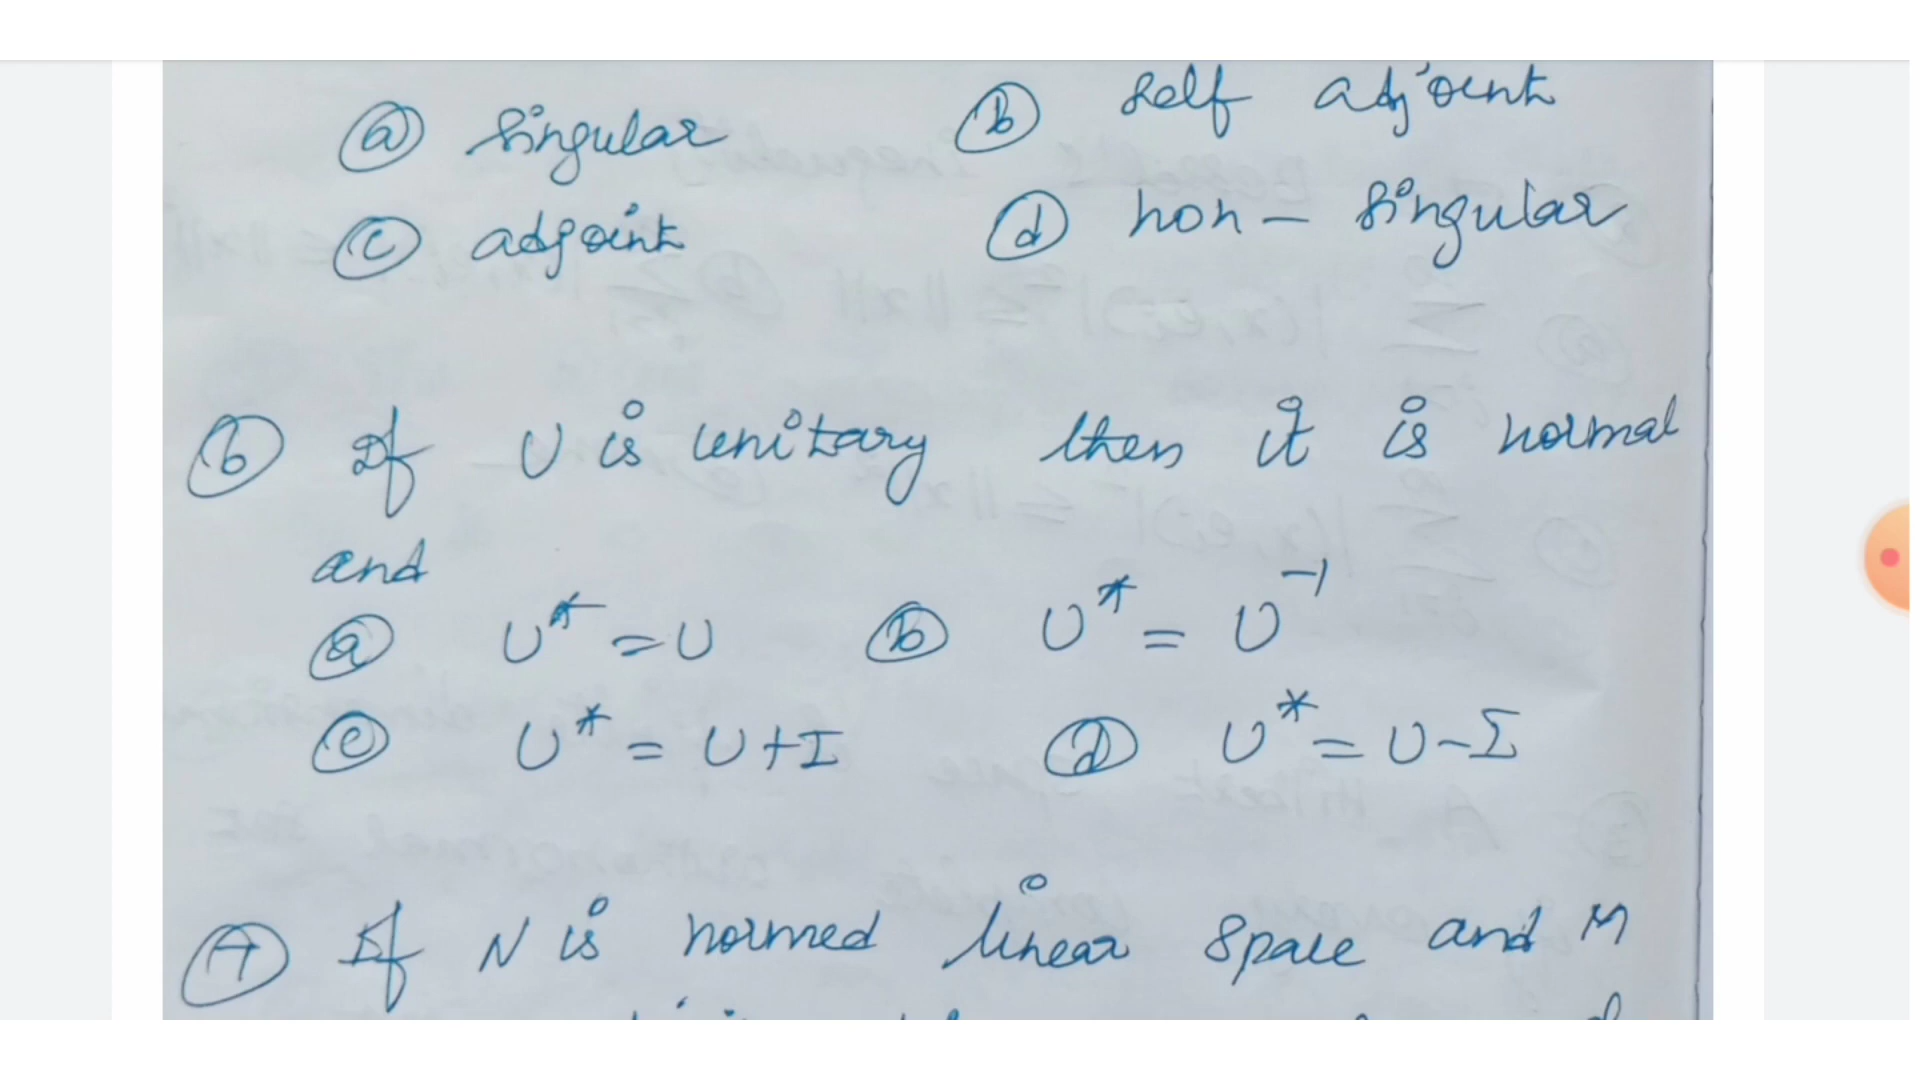 ⓐ singular ⓑ self adjoint
ⓒ adjoint ⓓ non - singular
⑥ If U is unitary then it is normal
and
ⓐ U* = U ⓑ U* = U⁻¹
ⓒ U* = U+I ⓓ U* = U-I
⑦ If N is normed linear space and M